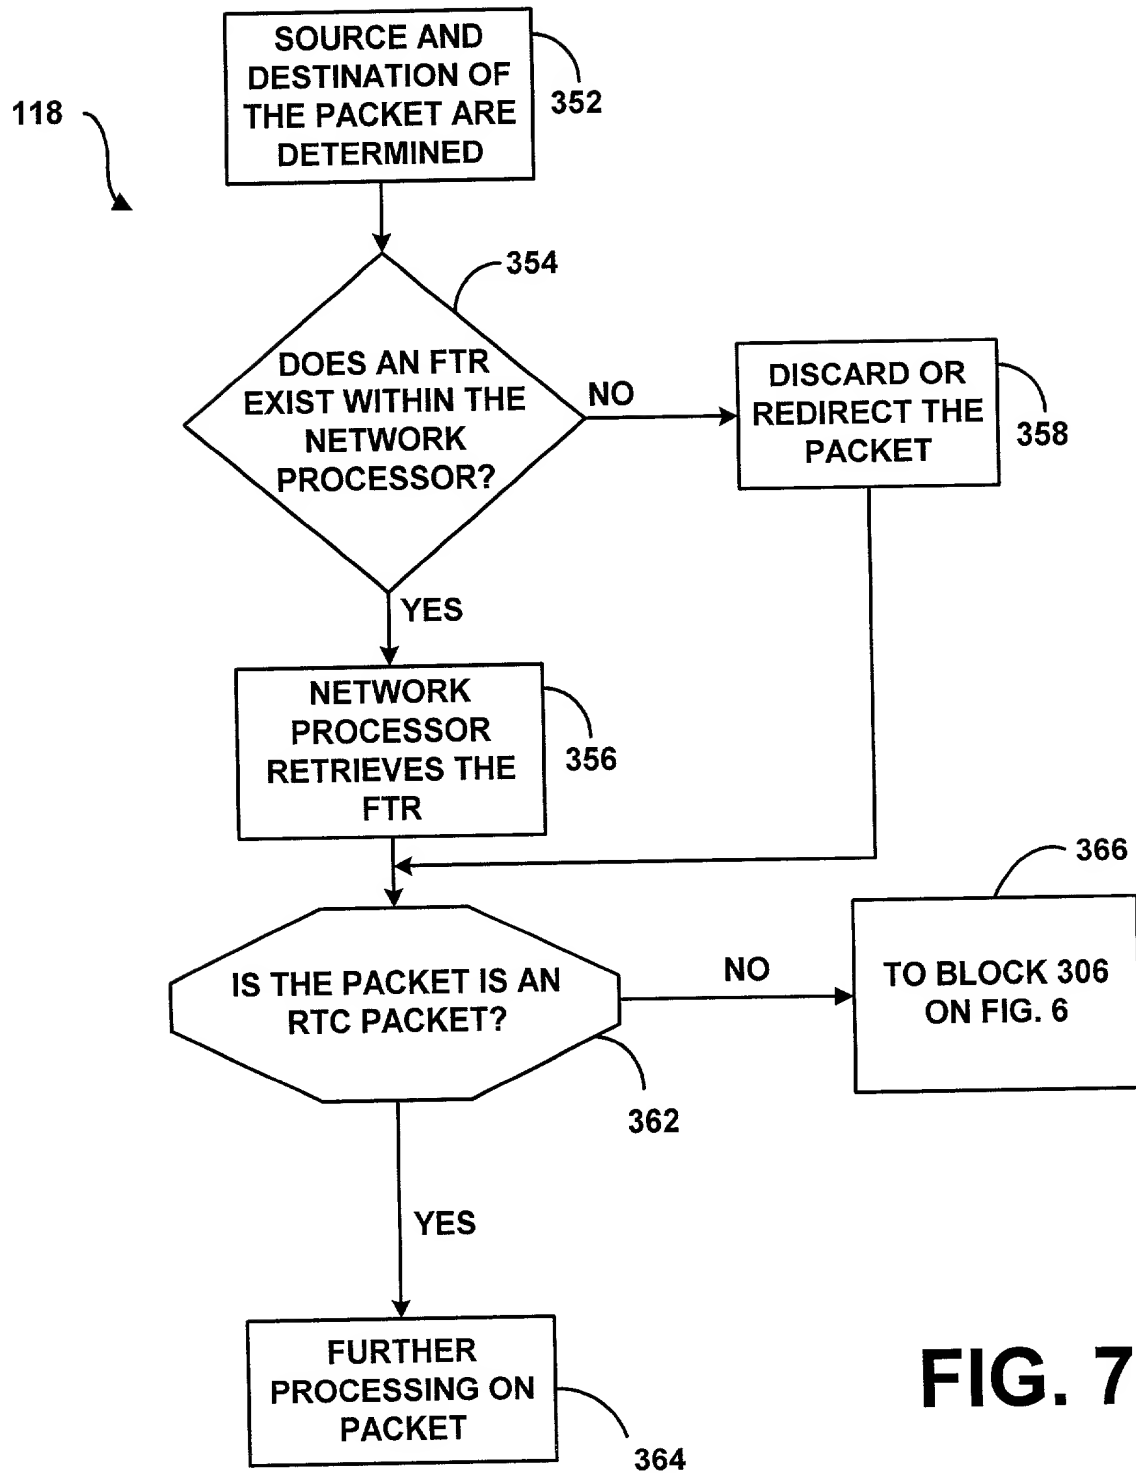 SOURCE AND
DESTINATION OF
THE PACKET ARE
DETERMINED
352
118
354
DOES AN FTR
EXIST WITHIN THE
NETWORK
PROCESSOR?
NO
DISCARD OR
REDIRECT THE
PACKET
358
YES
NETWORK
PROCESSOR
RETRIEVES THE
FTR
356
366
IS THE PACKET IS AN
RTC PACKET?
NO
TO BLOCK 306
ON FIG. 6
362
YES
FURTHER
PROCESSING ON
PACKET
364
FIG. 7